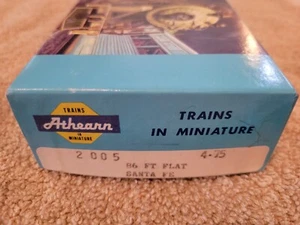 TRAINS
Athearn
IN
MINIATURE
TRAINS
IN MINIATURE
2005 4-25
86 FT FLAT
SANTA FE